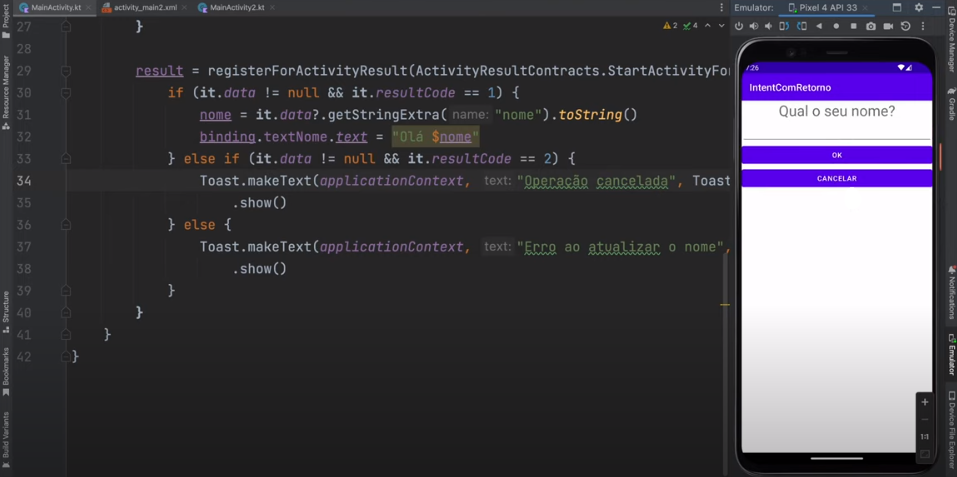 MainActivity.kt
activity_main2.xml
MainActivity2.kt
Emulator:
Pixel 4 API 33
Project
Resource Manager
Structure
Bookmarks
Build Variants
2
4
27 }
28
29 result = registerForActivityResult(ActivityResultContracts.StartActivityFo
30 if (it.data != null && it.resultCode == 1) {
31 nome = it.data?.getStringExtra( name: "nome").toString()
32 binding.textNome.text = "Olá $nome"
33 } else if (it.data != null && it.resultCode == 2) {
34 Toast.makeText(applicationContext, text: "Operacão cancelada", Toast
35 .show()
36 } else {
37 Toast.makeText(applicationContext, text: "Erro ao atualizar o nome",
38 .show()
39 }
40 }
41 }
42 }
7:26
IntentComRetorno
Qual o seu nome?
OK
CANCELAR
1:1
Device Manager
Gradle
Notifications
Emulator
Device File Explorer